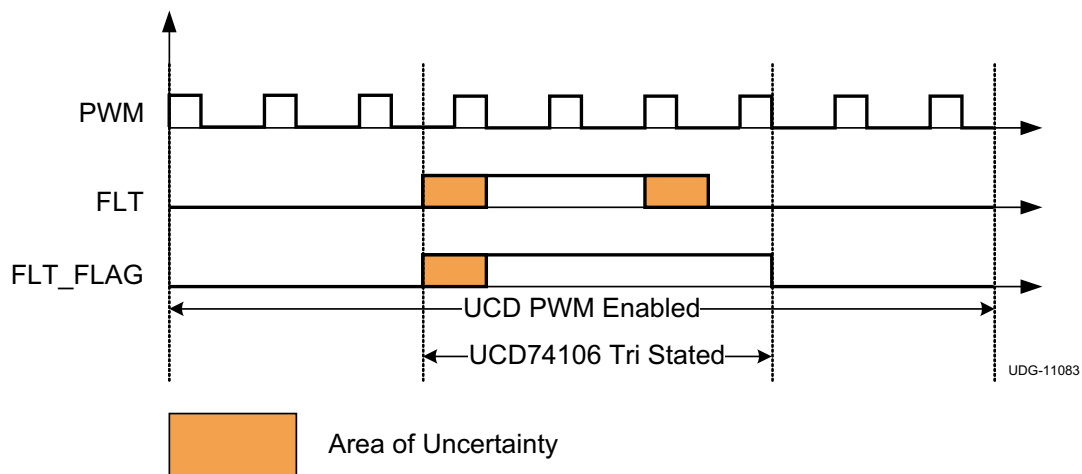 PWM
FLT
FLT_FLAG
UCD PWM Enabled
UCD74106 Tri Stated
UDG-11083
Area of Uncertainty